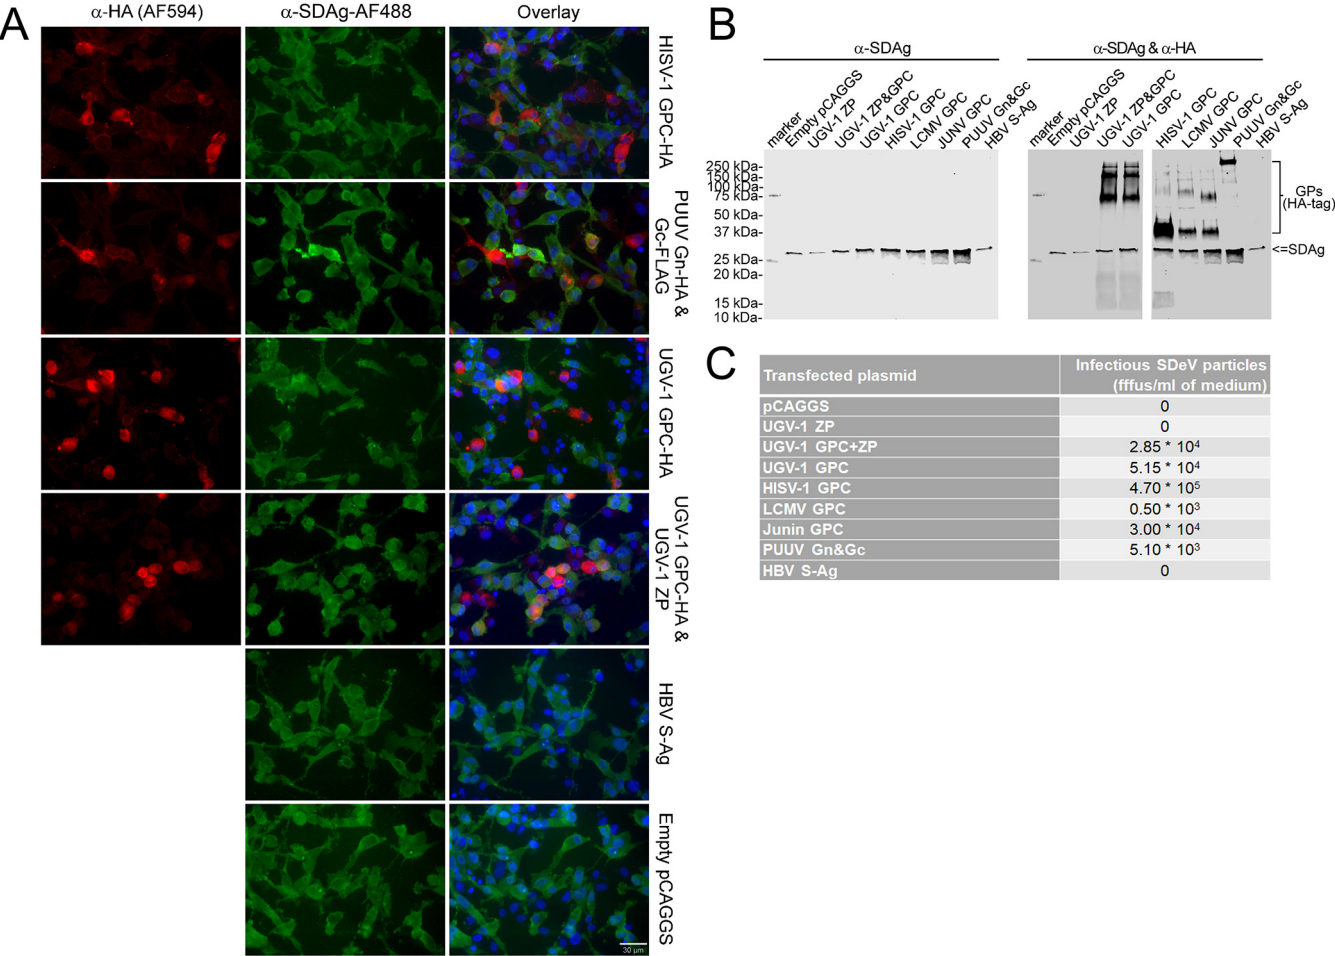 A
α-HA (AF594)
α-SDAg-AF488
Overlay
HISV-1 GPC-HA
PUUV Gn-HA &
Gc-FLAG
UGV-1 GPC-HA
UGV-1 GPC-HA &
UGV-1 ZP
HBV S-Ag
Empty pCAGGS
30 µm
B
α-SDAg
marker
Empty pCAGGS
UGV-1 ZP
UGV-1 ZP&GPC
UGV-1 GPC
HISV-1 GPC
LCMV GPC
JUNV GPC
PUUV Gn&Gc
HBV S-Ag
α-SDAg & α-HA
marker
Empty pCAGGS
UGV-1 ZP
UGV-1 ZP&GPC
UGV-1 GPC
HISV-1 GPC
LCMV GPC
JUNV GPC
PUUV Gn&Gc
HBV S-Ag
250 kDa-
150 kDa-
100 kDa-
75 kDa-
50 kDa-
37 kDa-
25 kDa-
20 kDa-
15 kDa-
10 kDa-
GPs
(HA-tag)
<=SDAg
C
Transfected plasmid
Infectious SDeV particles
(fffus/ml of medium)
pCAGGS 0
UGV-1 ZP 0
UGV-1 GPC+ZP 2.85 * 10⁴
UGV-1 GPC 5.15 * 10⁴
HISV-1 GPC 4.70 * 10⁵
LCMV GPC 0.50 * 10³
Junin GPC 3.00 * 10⁴
PUUV Gn&Gc 5.10 * 10³
HBV S-Ag 0